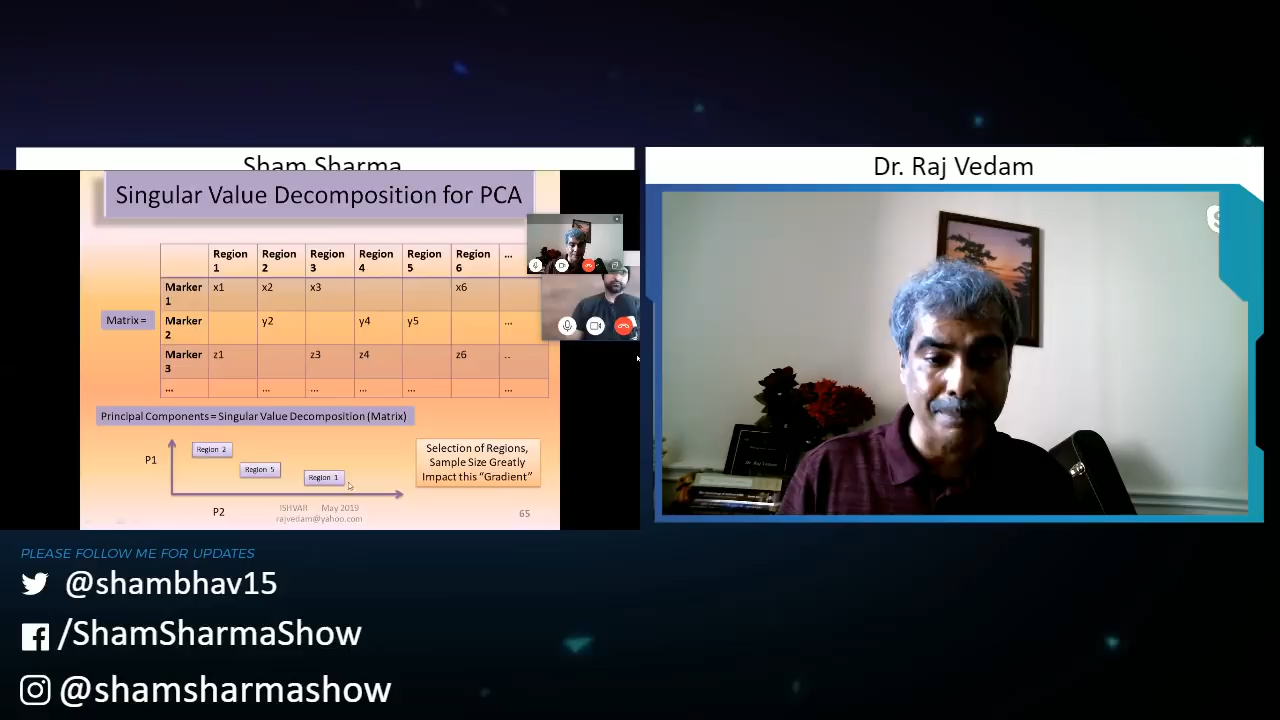 Sham Sharma
Dr. Raj Vedam
Singular Value Decomposition for PCA
Region 1 Region 2 Region 3 Region 4 Region 5 Region 6 ...
Marker 1 x1 x2 x3 x6
Matrix =
Marker 2 y2 y4 y5 ...
Marker 3 z1 z3 z4 z6 ..
... ... ... ... ...
Principal Components = Singular Value Decomposition (Matrix)
P1
Region 2
Region 5
Region 1
P2
Selection of Regions,
Sample Size Greatly
Impact this “Gradient”
ISHVAR May 2019
rajvedam@yahoo.com
65
PLEASE FOLLOW ME FOR UPDATES
@shambhav15
/ShamSharmaShow
@shamsharmashow